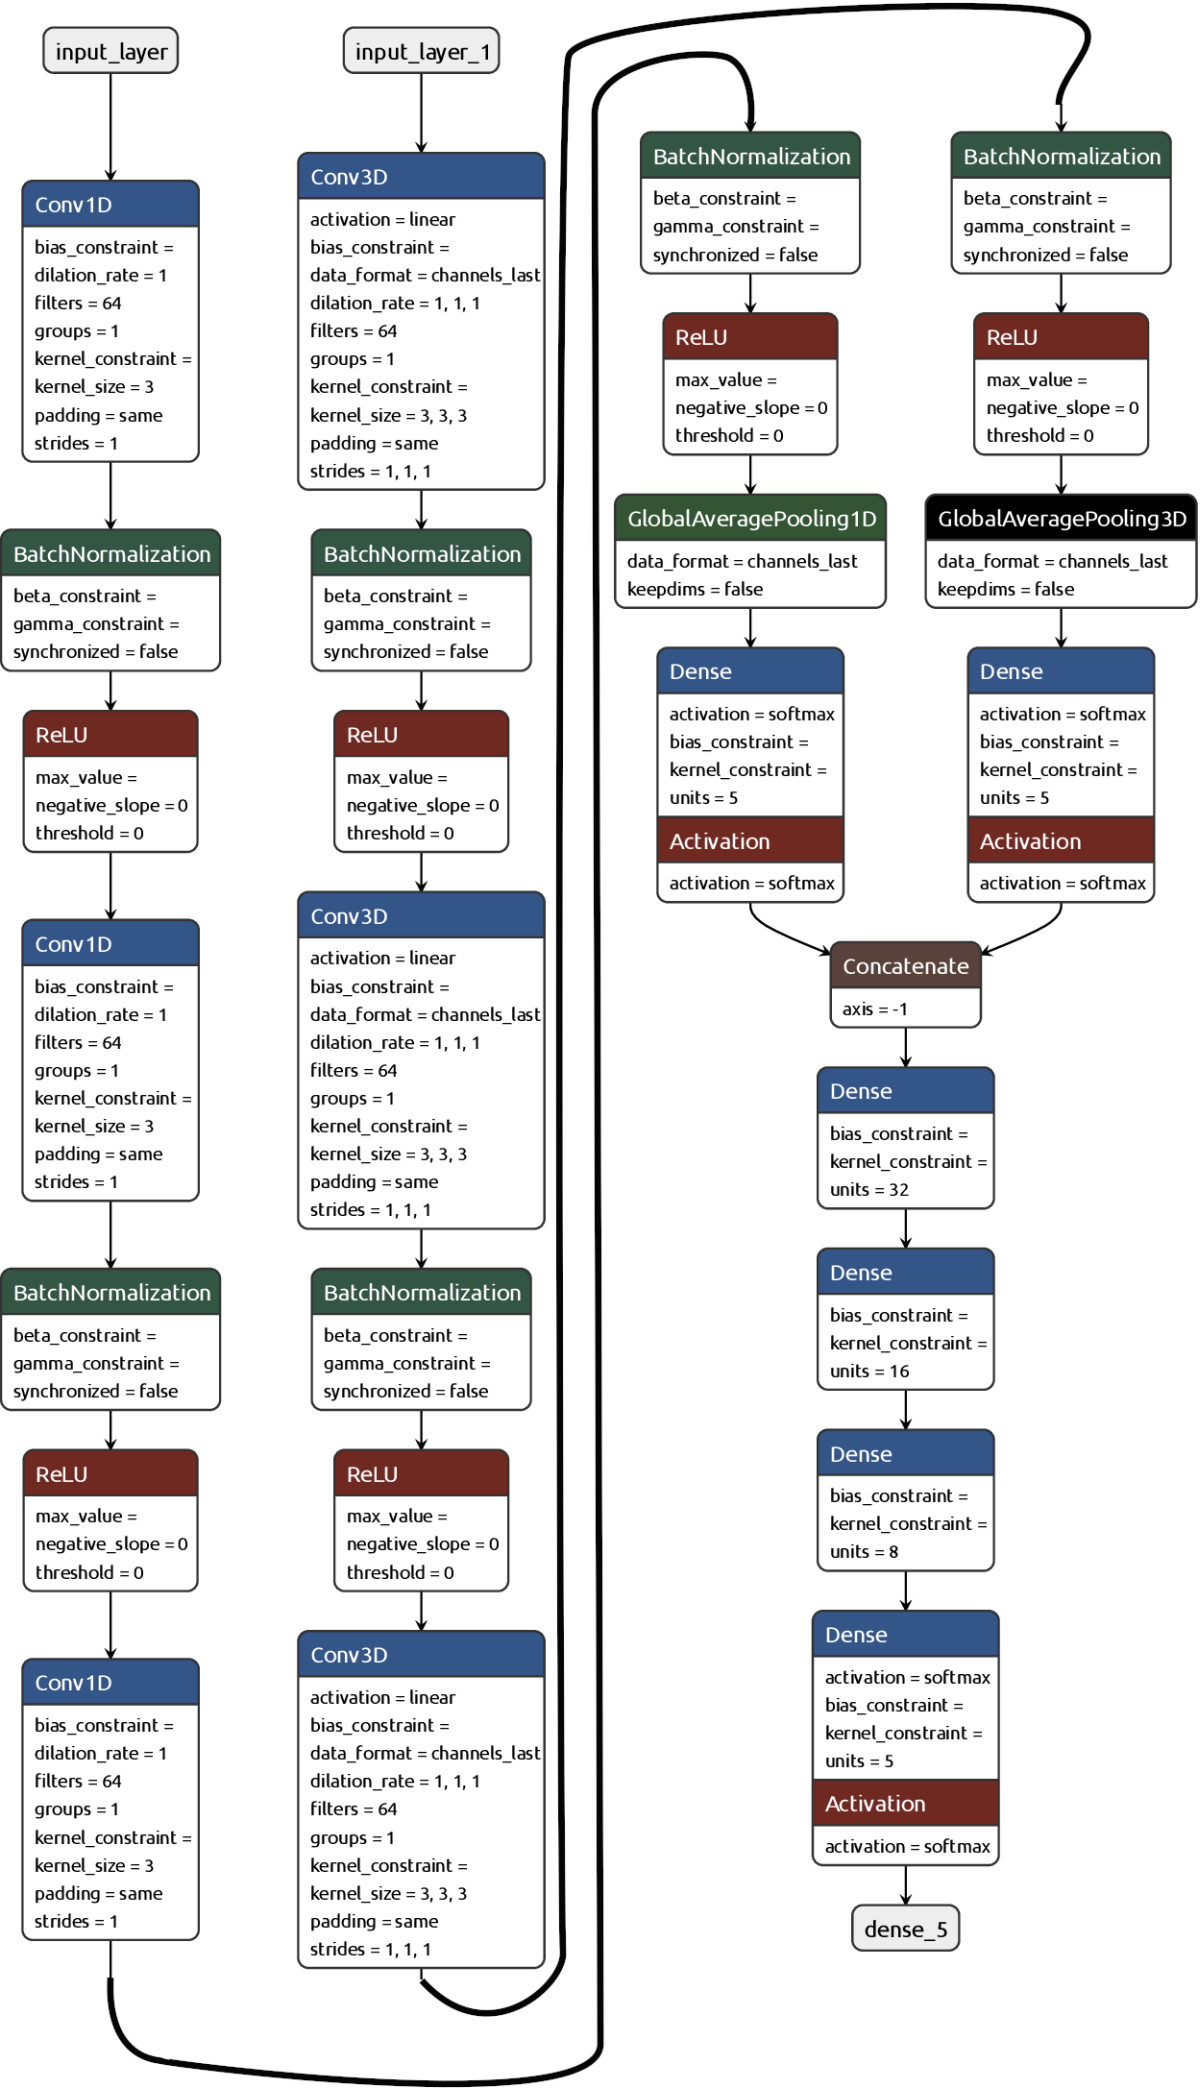 input_layer
Conv1D
bias_constraint =
dilation_rate = 1
filters = 64
groups = 1
kernel_constraint =
kernel_size = 3
padding = same
strides = 1
BatchNormalization
beta_constraint =
gamma_constraint =
synchronized = false
ReLU
max_value =
negative_slope = 0
threshold = 0
Conv1D
bias_constraint =
dilation_rate = 1
filters = 64
groups = 1
kernel_constraint =
kernel_size = 3
padding = same
strides = 1
BatchNormalization
beta_constraint =
gamma_constraint =
synchronized = false
ReLU
max_value =
negative_slope = 0
threshold = 0
Conv1D
bias_constraint =
dilation_rate = 1
filters = 64
groups = 1
kernel_constraint =
kernel_size = 3
padding = same
strides = 1
input_layer_1
Conv3D
activation = linear
bias_constraint =
data_format = channels_last
dilation_rate = 1, 1, 1
filters = 64
groups = 1
kernel_constraint =
kernel_size = 3, 3, 3
padding = same
strides = 1, 1, 1
BatchNormalization
beta_constraint =
gamma_constraint =
synchronized = false
ReLU
max_value =
negative_slope = 0
threshold = 0
Conv3D
activation = linear
bias_constraint =
data_format = channels_last
dilation_rate = 1, 1, 1
filters = 64
groups = 1
kernel_constraint =
kernel_size = 3, 3, 3
padding = same
strides = 1, 1, 1
BatchNormalization
beta_constraint =
gamma_constraint =
synchronized = false
ReLU
max_value =
negative_slope = 0
threshold = 0
Conv3D
activation = linear
bias_constraint =
data_format = channels_last
dilation_rate = 1, 1, 1
filters = 64
groups = 1
kernel_constraint =
kernel_size = 3, 3, 3
padding = same
strides = 1, 1, 1
BatchNormalization
beta_constraint =
gamma_constraint =
synchronized = false
ReLU
max_value =
negative_slope = 0
threshold = 0
GlobalAveragePooling1D
data_format = channels_last
keepdims = false
Dense
activation = softmax
bias_constraint =
kernel_constraint =
units = 5
Activation
activation = softmax
BatchNormalization
beta_constraint =
gamma_constraint =
synchronized = false
ReLU
max_value =
negative_slope = 0
threshold = 0
GlobalAveragePooling3D
data_format = channels_last
keepdims = false
Dense
activation = softmax
bias_constraint =
kernel_constraint =
units = 5
Activation
activation = softmax
Concatenate
axis = -1
Dense
bias_constraint =
kernel_constraint =
units = 32
Dense
bias_constraint =
kernel_constraint =
units = 16
Dense
bias_constraint =
kernel_constraint =
units = 8
Dense
activation = softmax
bias_constraint =
kernel_constraint =
units = 5
Activation
activation = softmax
dense_5